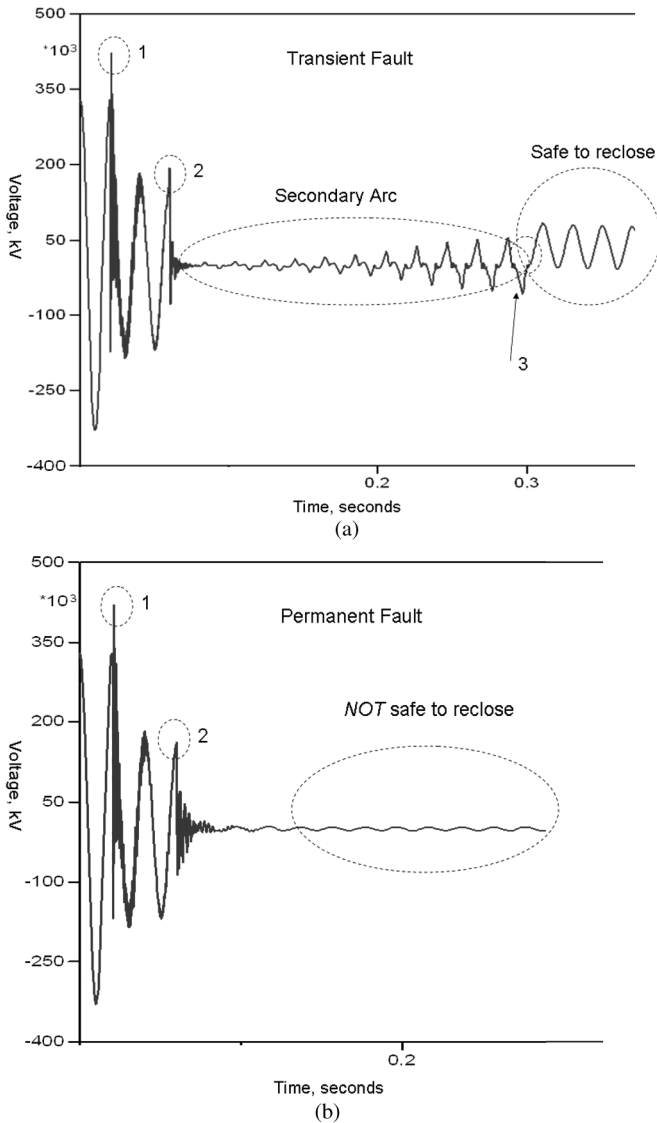 500
*10³
1
Transient Fault
350
Safe to reclose
200
2
Secondary Arc
Voltage, kV
50
-100
3
-250
-400
0.2
0.3
Time, seconds
(a)
500
*10³
1
Permanent Fault
350
NOT safe to reclose
200
2
Voltage, kV
50
-100
-250
-400
0.2
Time, seconds
(b)